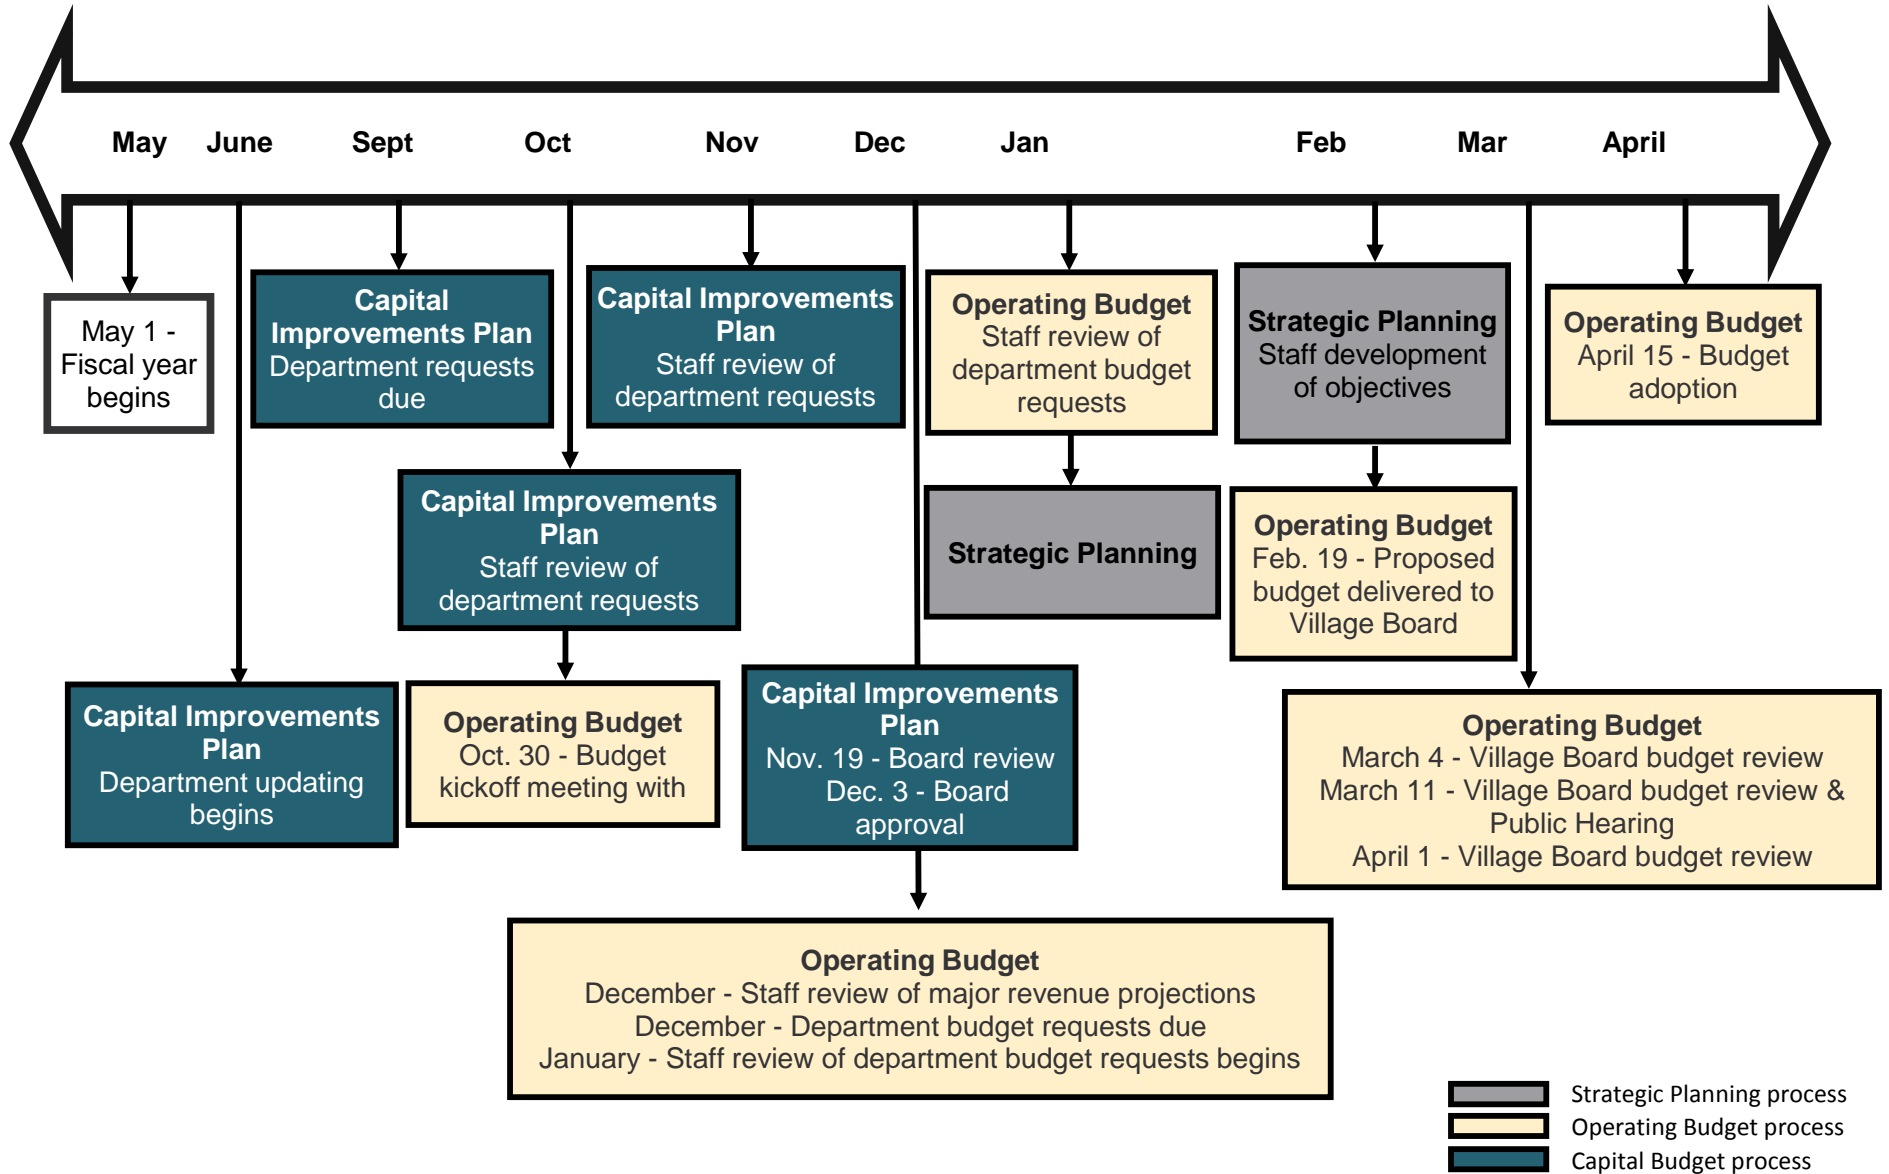 May June Sept Oct Nov Dec Jan Feb Mar April
May 1 -
Fiscal year
begins
Capital
Improvements Plan
Department requests
due
Capital Improvements
Plan
Staff review of
department requests
Operating Budget
Staff review of
department budget
requests
Strategic Planning
Staff development
of objectives
Operating Budget
April 15 - Budget
adoption
Capital Improvements
Plan
Staff review of
department requests
Strategic Planning
Operating Budget
Feb. 19 - Proposed
budget delivered to
Village Board
Capital Improvements
Plan
Department updating
begins
Operating Budget
Oct. 30 - Budget
kickoff meeting with
Capital Improvements
Plan
Nov. 19 - Board review
Dec. 3 - Board
approval
Operating Budget
March 4 - Village Board budget review
March 11 - Village Board budget review &
Public Hearing
April 1 - Village Board budget review
Operating Budget
December - Staff review of major revenue projections
December - Department budget requests due
January - Staff review of department budget requests begins
Strategic Planning process
Operating Budget process
Capital Budget process